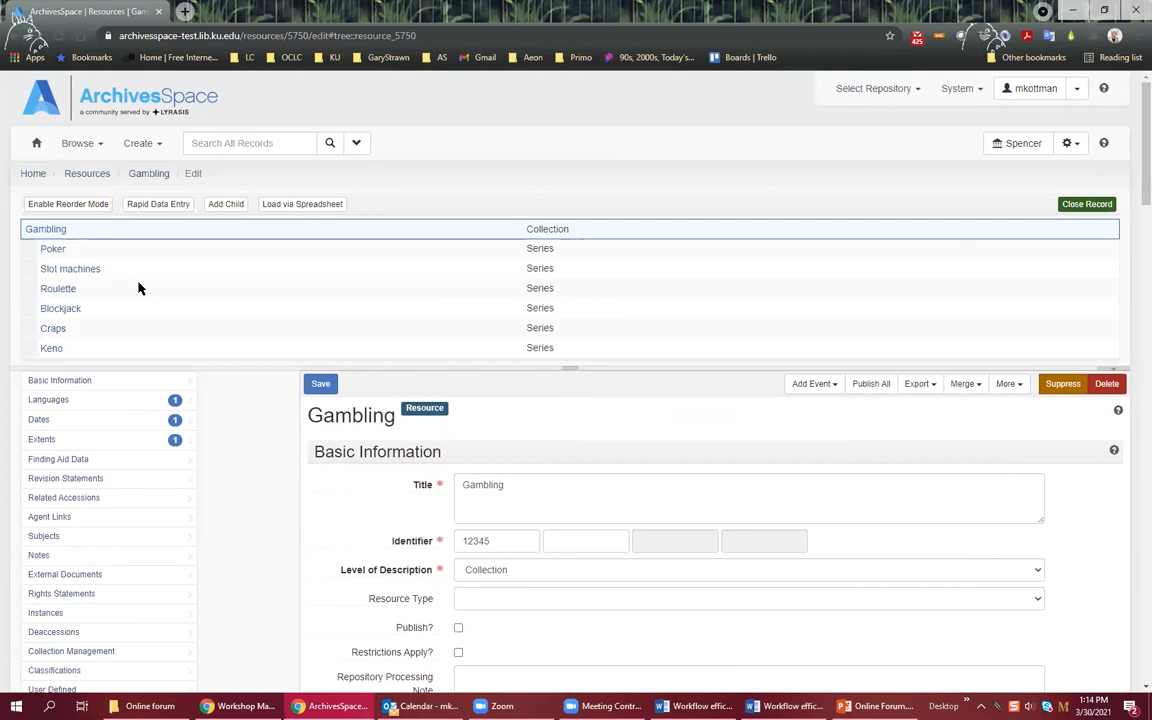 ArchivesSpace | Resources | Gam
archivesspace-test.lib.ku.edu/resources/5750/edit#tree::resource_5750
425
Apps Bookmarks Home | Free Interne... LC OCLC KU GaryStrawn AS Gmail Aeon Primo 90s, 2000s, Today's... Boards | Trello Other bookmarks Reading list
ArchivesSpace
a community served by LYRASIS
Select Repository System mkottman
Browse Create Search All Records Spencer
Home Resources Gambling Edit
Enable Reorder Mode Rapid Data Entry Add Child Load via Spreadsheet Close Record
Gambling Collection
Poker Series
Slot machines Series
Roulette Series
Blockjack Series
Craps Series
Keno Series
Basic Information
Languages 1
Dates 1
Extents 1
Finding Aid Data
Revision Statements
Related Accessions
Agent Links
Subjects
Notes
External Documents
Rights Statements
Instances
Deaccessions
Collection Management
Classifications
User Defined
Save Add Event Publish All Export Merge More Suppress Delete
Gambling Resource
Basic Information
Title * Gambling
Identifier * 12345
Level of Description * Collection
Resource Type
Publish?
Restrictions Apply?
Repository Processing
Note
Online forum Workshop Ma... ArchivesSpace... Calendar - mk... Zoom Meeting Contr... Workflow effic... Workflow effic... Online Forum.... Desktop
1:14 PM
3/30/2021
2